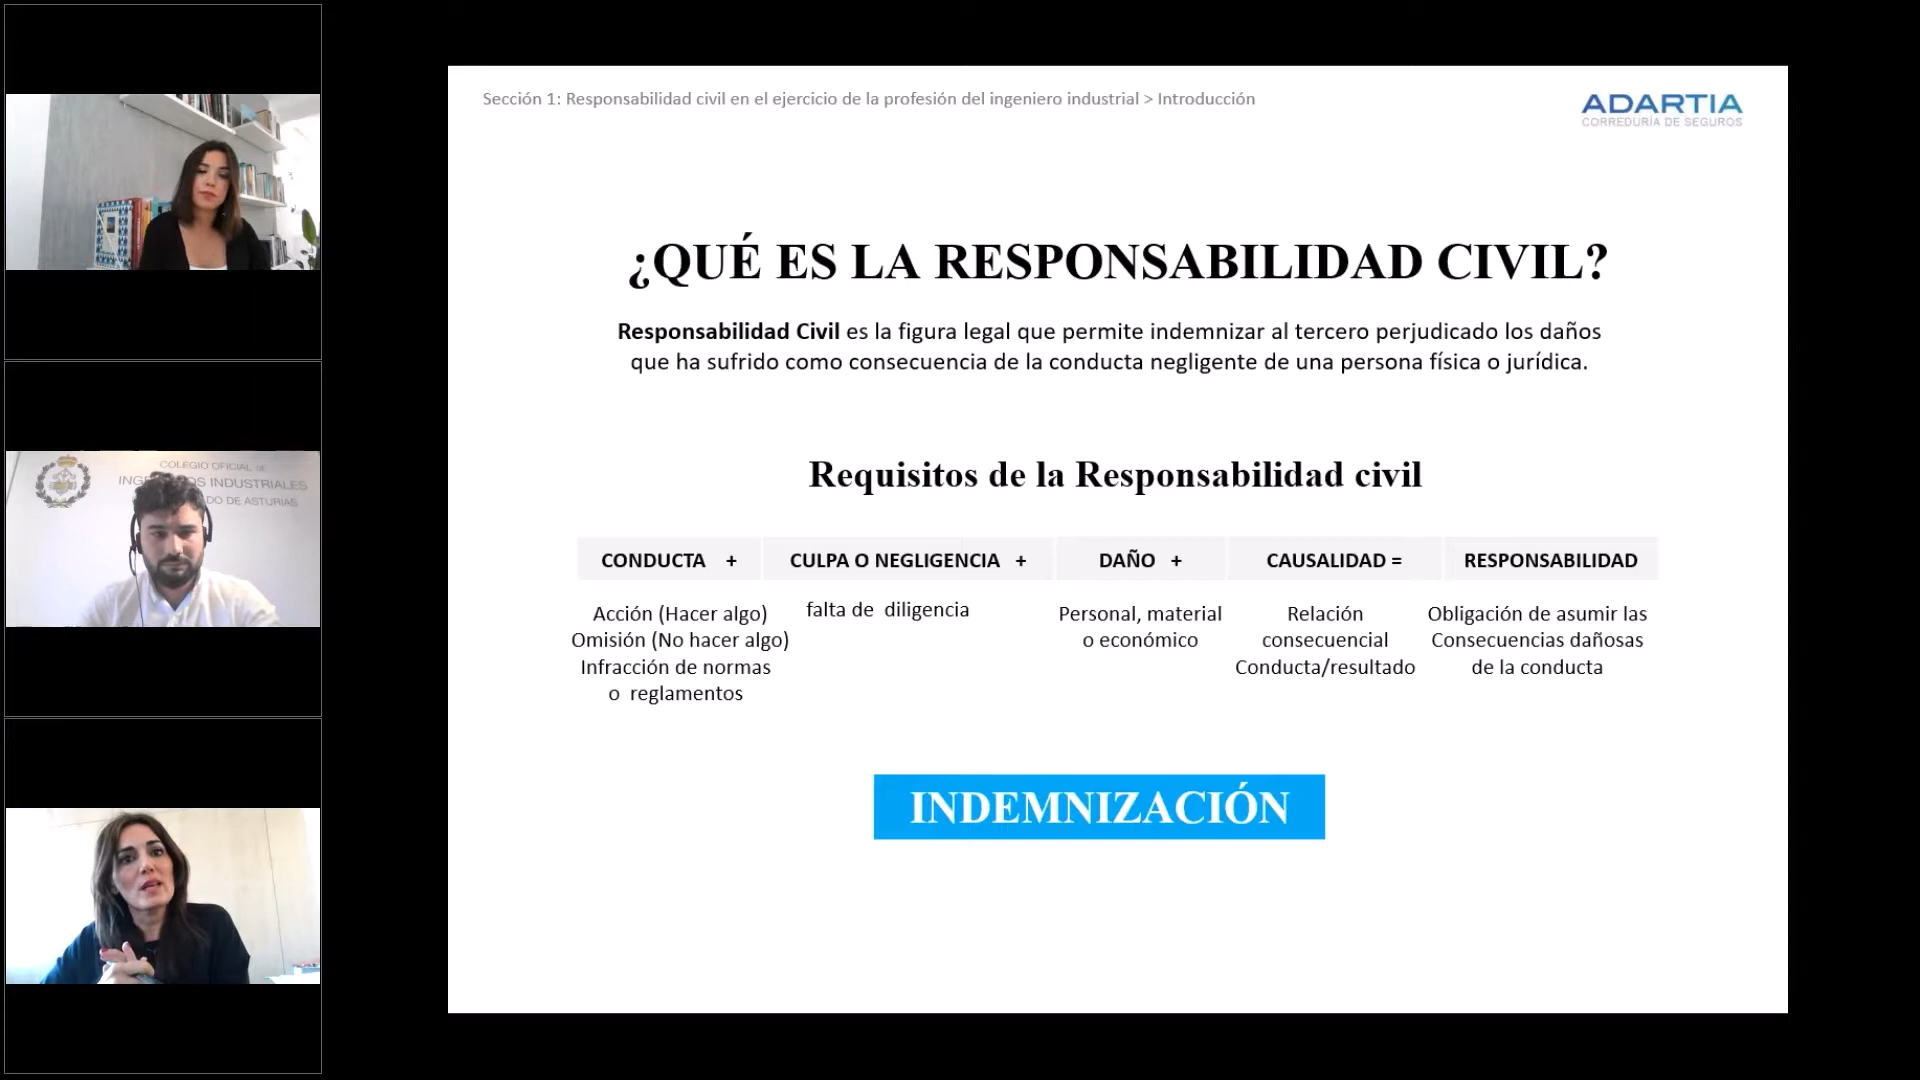 Sección 1: Responsabilidad civil en el ejercicio de la profesión del ingeniero industrial > Introducción
ADARTIA
CORREDURÍA DE SEGUROS
¿QUÉ ES LA RESPONSABILIDAD CIVIL?
Responsabilidad Civil es la figura legal que permite indemnizar al tercero perjudicado los daños
que ha sufrido como consecuencia de la conducta negligente de una persona física o jurídica.
Requisitos de la Responsabilidad civil
CONDUCTA + CULPA O NEGLIGENCIA + DAÑO + CAUSALIDAD = RESPONSABILIDAD
Acción (Hacer algo)
Omisión (No hacer algo)
Infracción de normas
o reglamentos
falta de diligencia
Personal, material
o económico
Relación
consecuencial
Conducta/resultado
Obligación de asumir las
Consecuencias dañosas
de la conducta
INDEMNIZACIÓN
COLEGIO OFICIAL DE
INDUSTRIALES
DE ASTURIAS